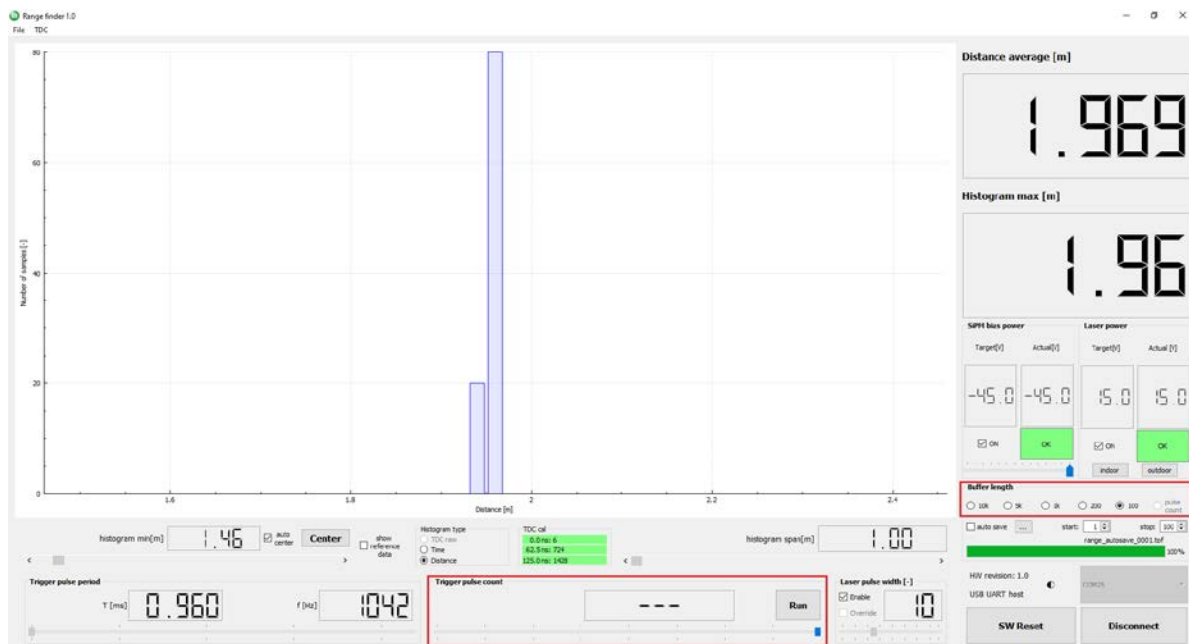 Range finder 1.0
File TDC
Distance average [m]
1.969
Histogram max [m]
1.96
80
60
40
20
0
Number of samples [-]
1.6 1.8 2 2.2 2.4
Distance [m]
SiPM bias power Laser power
Target[V] Actual[V] Target[V] Actual [V]
-45.0 -45.0 15.0 15.0
ON OK ON OK
indoor outdoor
Buffer length
10k 5k 1k 200 100 pulse count
auto save ... start: 1 stop: 100
range_autosave_0001.tof
100%
histogram min[m] 1.46 auto center Center show reference data
Histogram type
TDC raw
Time
Distance
TDC cal
0.0 ns: 6
62.5 ns: 724
125.0 ns: 1428
histogram span[m] 1.00
Trigger pulse period
T [ms] 0.960 f [Hz] 1042
Trigger pulse count
--- Run
Laser pulse width [-]
Enable
Override
10
HW revision: 1.0
USB UART host
COM25
SW Reset Disconnect